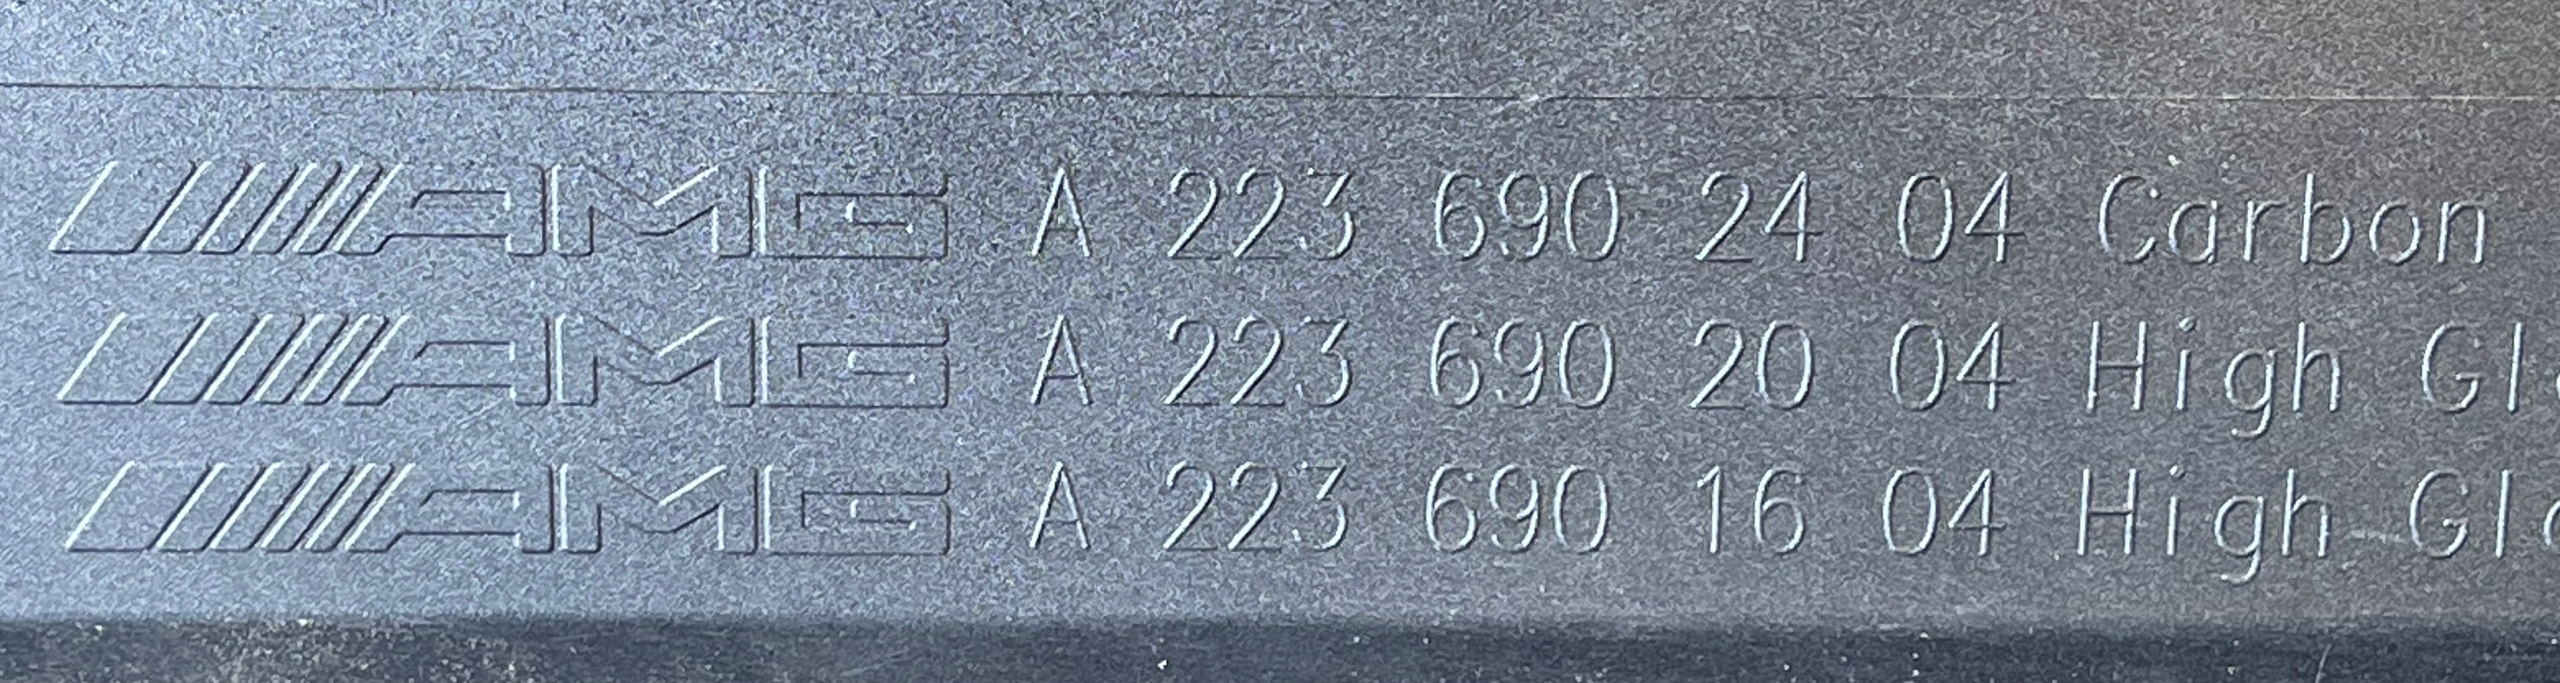 AMG A 223 690 24 04 Carbon
AMG A 223 690 20 04 High
AMG A 223 690 16 04 High